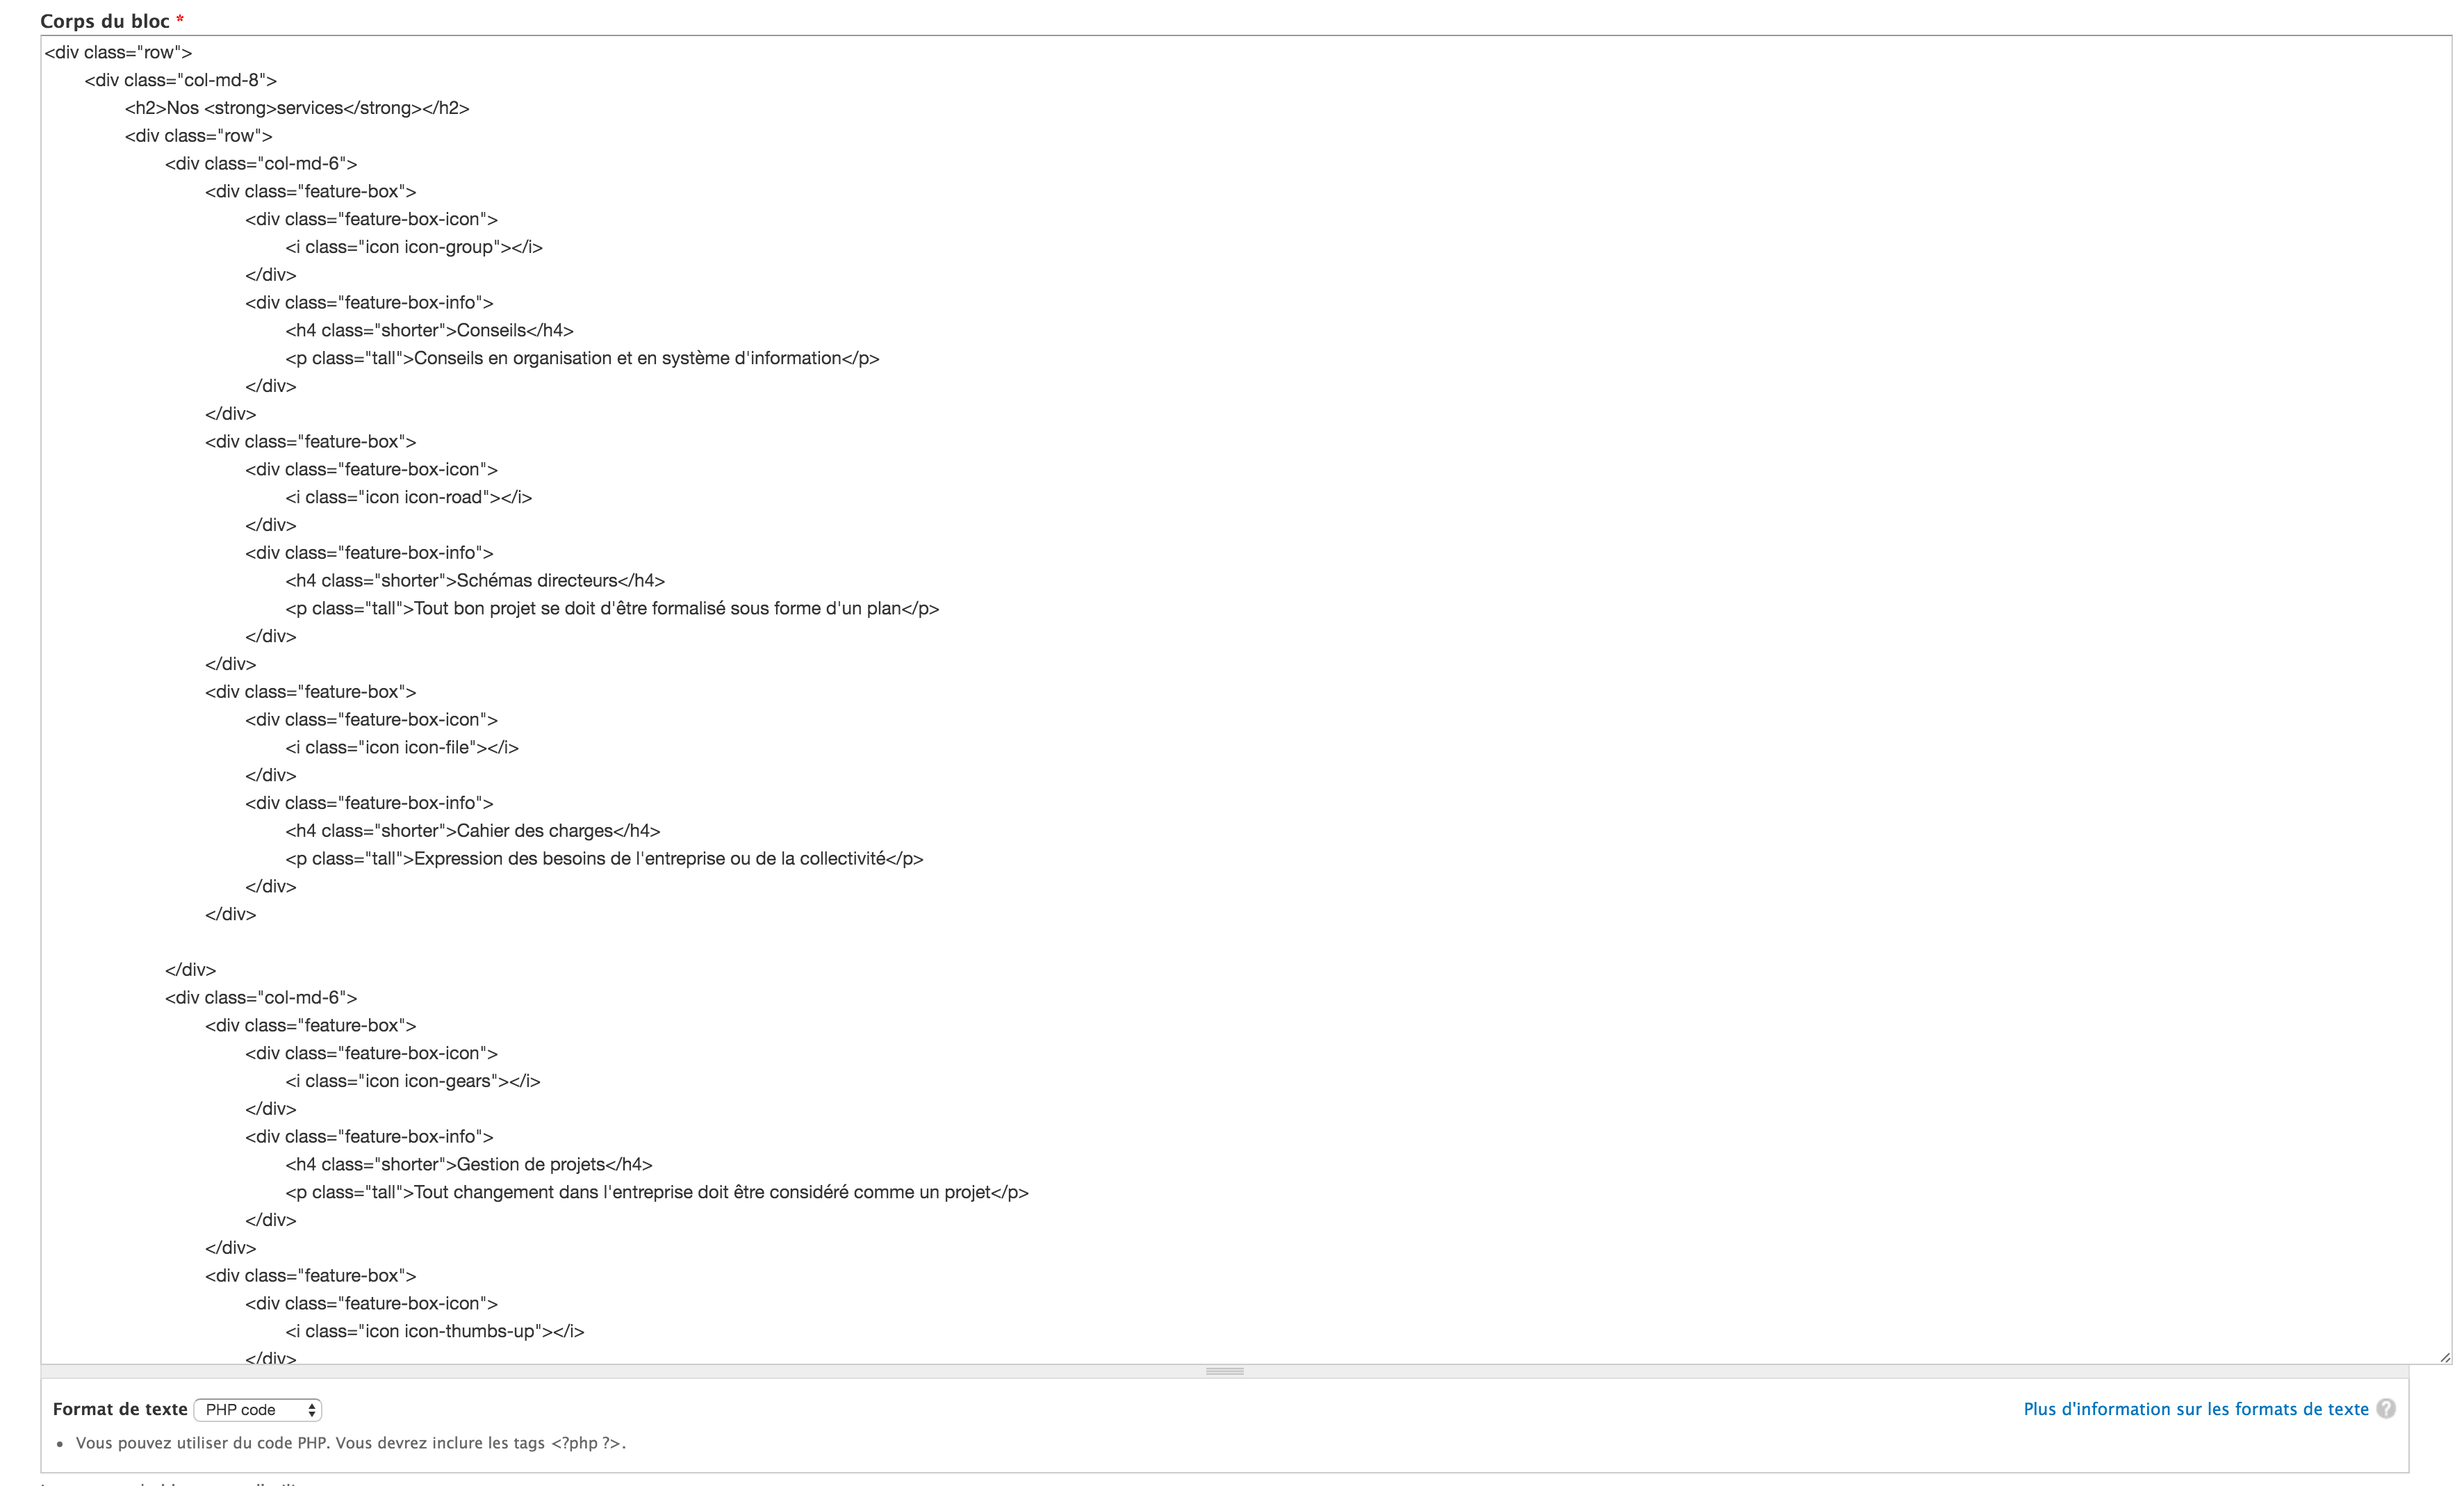 Corps du bloc *
<div class="row">
<div class="col-md-8">
<h2>Nos <strong>services</strong></h2>
<div class="row">
<div class="col-md-6">
<div class="feature-box">
<div class="feature-box-icon">
<i class="icon icon-group"></i>
</div>
<div class="feature-box-info">
<h4 class="shorter">Conseils</h4>
<p class="tall">Conseils en organisation et en système d'information</p>
</div>
</div>
<div class="feature-box">
<div class="feature-box-icon">
<i class="icon icon-road"></i>
</div>
<div class="feature-box-info">
<h4 class="shorter">Schémas directeurs</h4>
<p class="tall">Tout bon projet se doit d'être formalisé sous forme d'un plan</p>
</div>
</div>
<div class="feature-box">
<div class="feature-box-icon">
<i class="icon icon-file"></i>
</div>
<div class="feature-box-info">
<h4 class="shorter">Cahier des charges</h4>
<p class="tall">Expression des besoins de l'entreprise ou de la collectivité</p>
</div>
</div>
</div>
<div class="col-md-6">
<div class="feature-box">
<div class="feature-box-icon">
<i class="icon icon-gears"></i>
</div>
<div class="feature-box-info">
<h4 class="shorter">Gestion de projets</h4>
<p class="tall">Tout changement dans l'entreprise doit être considéré comme un projet</p>
</div>
</div>
<div class="feature-box">
<div class="feature-box-icon">
<i class="icon icon-thumbs-up"></i>
</div>
Format de texte PHP code Plus d'information sur les formats de texte ?
• Vous pouvez utiliser du code PHP. Vous devrez inclure les tags <?php ?>.